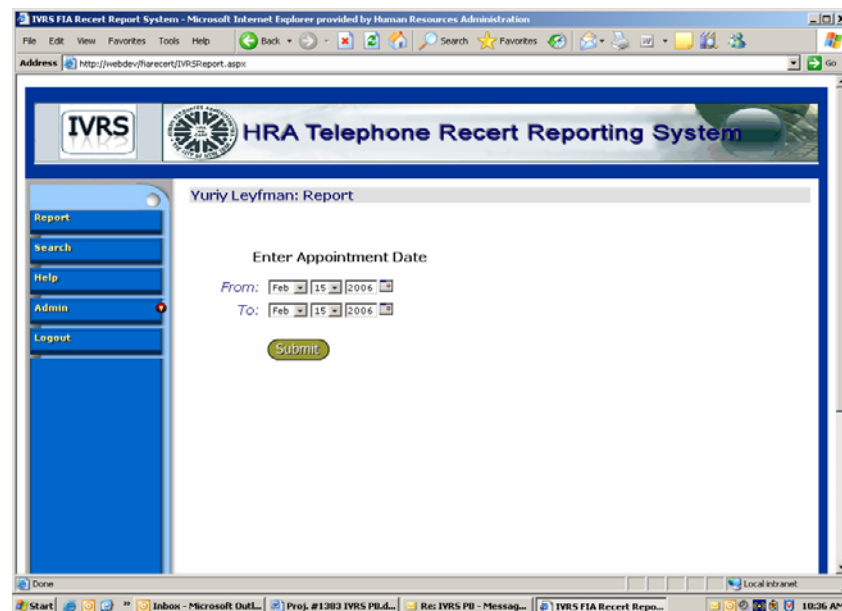 IVRS FIA Recert Report System - Microsoft Internet Explorer provided by Human Resources Administration
File Edit View Favorites Tools Help Back Search Favorites
Address http://webdev/fiarecert/IVRSReport.aspx Go
IVRS HRA Telephone Recert Reporting System
Yuriy Leyfman: Report
Report
Search
Help
Admin
Logout
Enter Appointment Date
From: Feb 15 2006
To: Feb 15 2006
Submit
Done Local intranet
Start Inbox - Microsoft Outl... Proj. #1303 IVRS PB.d... Re: IVRS PB - Messag... IVRS FIA Recert Repo... 10:36 AM